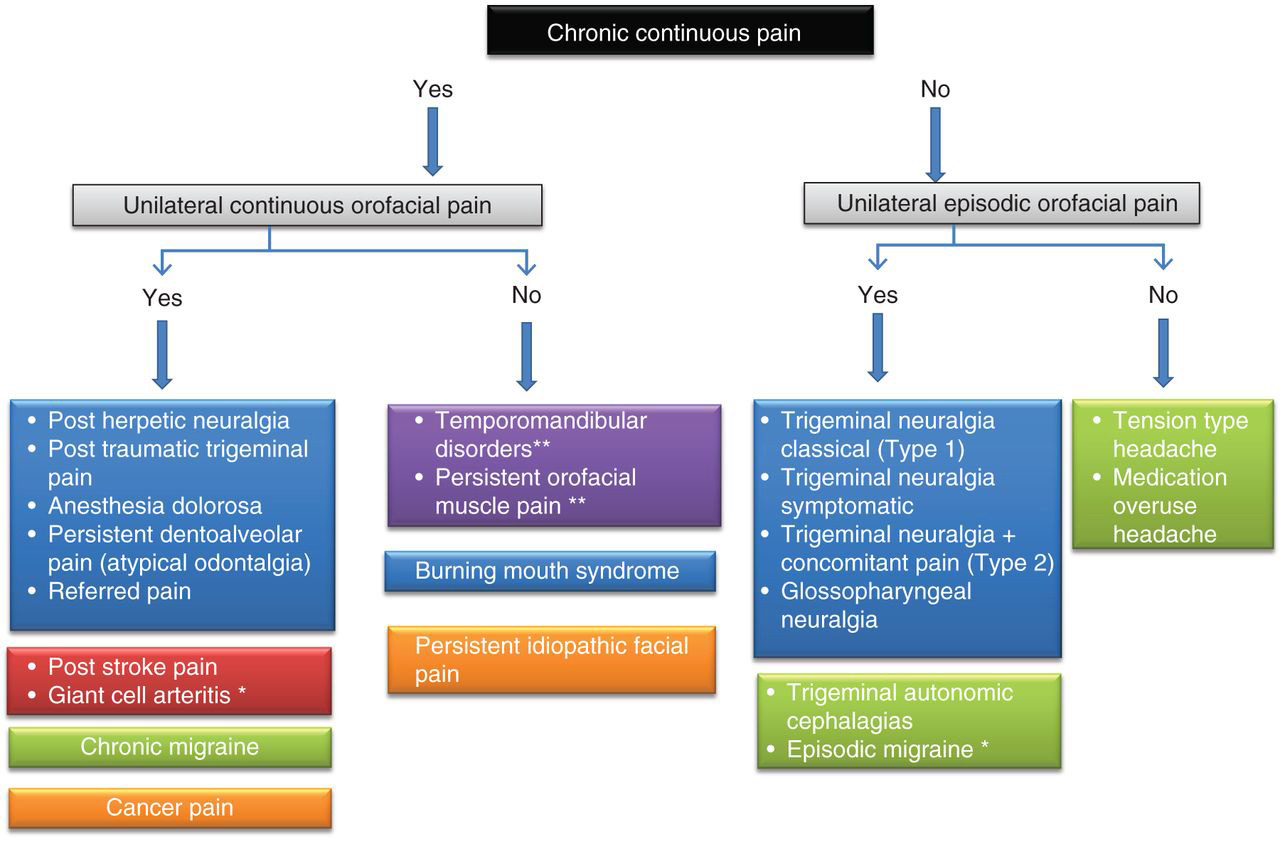 Chronic continuous pain
Yes
No
Unilateral continuous orofacial pain
Unilateral episodic orofacial pain
Yes
No
Yes
No
• Post herpetic neuralgia
• Post traumatic trigeminal
pain
• Anesthesia dolorosa
• Persistent dentoalveolar
pain (atypical odontalgia)
• Referred pain
• Post stroke pain
• Giant cell arteritis *
Chronic migraine
Cancer pain
• Temporomandibular
disorders**
• Persistent orofacial
muscle pain **
Burning mouth syndrome
Persistent idiopathic facial
pain
• Trigeminal neuralgia
classical (Type 1)
• Trigeminal neuralgia
symptomatic
• Trigeminal neuralgia +
concomitant pain (Type 2)
• Glossopharyngeal
neuralgia
• Trigeminal autonomic
cephalagias
• Episodic migraine *
• Tension type
headache
• Medication
overuse
headache